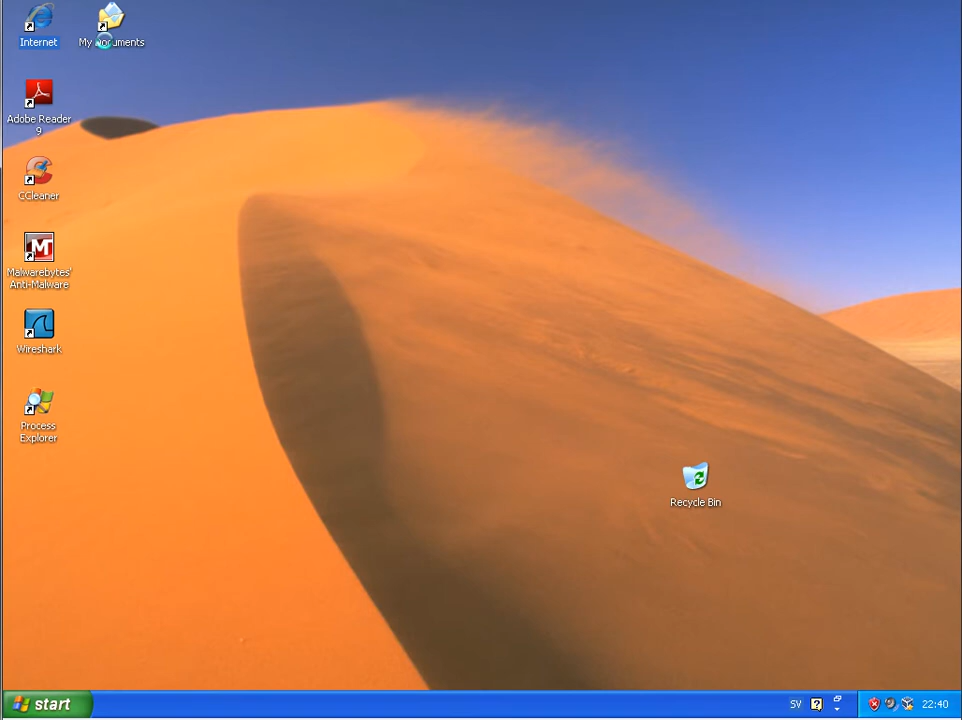 Internet
My Documents
Adobe Reader
9
CCleaner
Malwarebytes'
Anti-Malware
Wireshark
Process
Explorer
Recycle Bin
start
SV
22:40